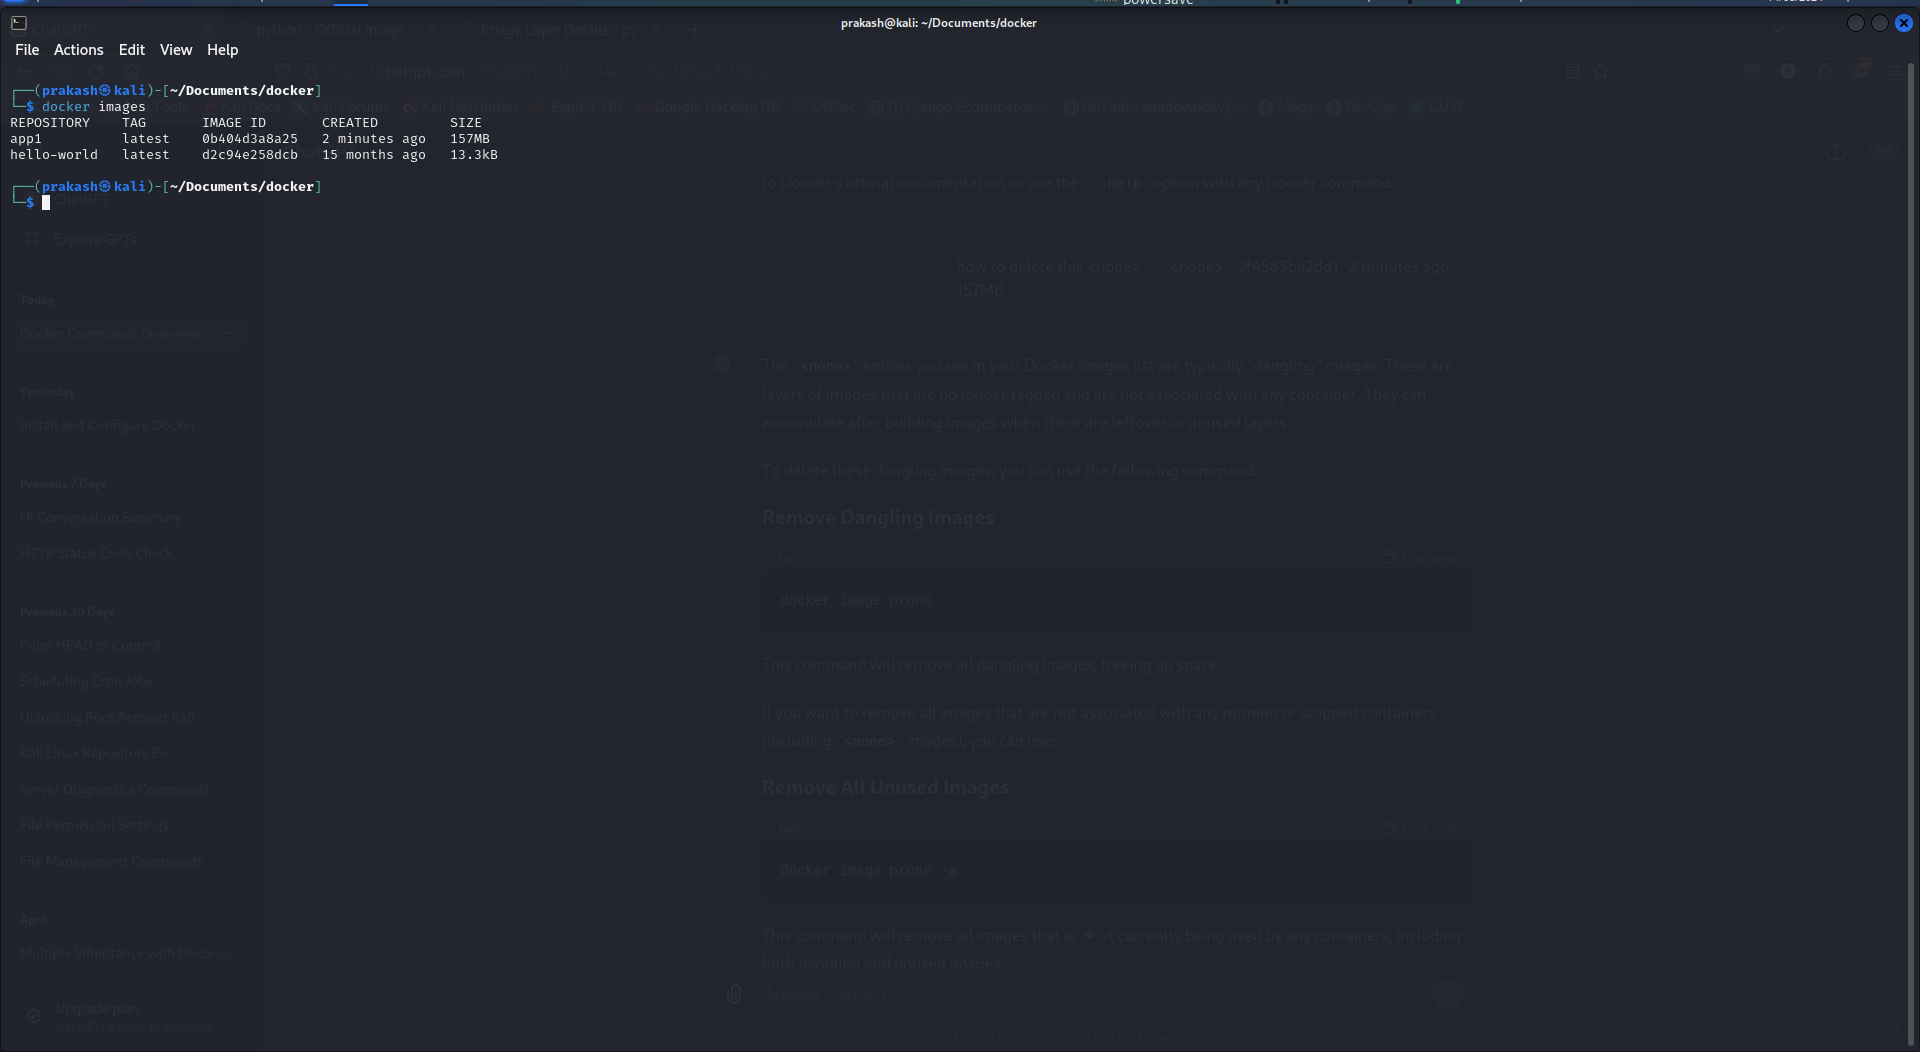 powersave
prakash@kali: ~/Documents/docker
ChatGPT
python - Official Image |
Image Layer Details - py
File Actions Edit View Help
┌──(prakash㉿kali)-[~/Documents/docker]
└─$ docker images
Tools Kali Docs Kali Forums Kali NetHunter Exploit-DB Google Hacking DB OffSec (1) Django Ecommerce... GitHub - sundowndev/... Mega DevOps GUVI
REPOSITORY TAG IMAGE ID CREATED SIZE
app1 latest 0b404d3a8a25 2 minutes ago 157MB
hello-world latest d2c94e258dcb 15 months ago 13.3kB
PR
┌──(prakash㉿kali)-[~/Documents/docker]
└─$
ChatGPT
Explore GPTs
Today
Docker Commands Overview
Yesterday
Install and Configure Docker
Previous 7 Days
Hi Conversation Summary
HTTP Status Code Check
Previous 30 Days
Point HEAD to Commit
Scheduling Cron Jobs
Unlocking Root Account Kali
Kali Linux Repository Fix
Server Diagnostics Commands
File Permission Settings
File Management Commands
April
Multiple Inheritance with Decora
Upgrade plan
to Docker's official documentation or use the --help option with any Docker command.
how to delete this <none> <none> 2f4583ba2dd1 2 minutes ago
157MB
The `<none>` entries you see in your Docker images list are typically "dangling" images. These are
layers of images that are no longer tagged and are not associated with any container. They can
accumulate after building images when there are leftover or unused layers.
To delete these dangling images, you can use the following command:
Remove Dangling Images
bash
Copy code
docker image prune
This command will remove all dangling images, freeing up space.
If you want to remove all images that are not associated with any running or stopped containers
(including `<none>` images), you can use:
Remove All Unused Images
bash
Copy code
docker image prune -a
This command will remove all images that ar t currently being used by any containers, including
both dangling and unused images.
Message ChatGPT
ChatGPT can make mistakes. Check important info.